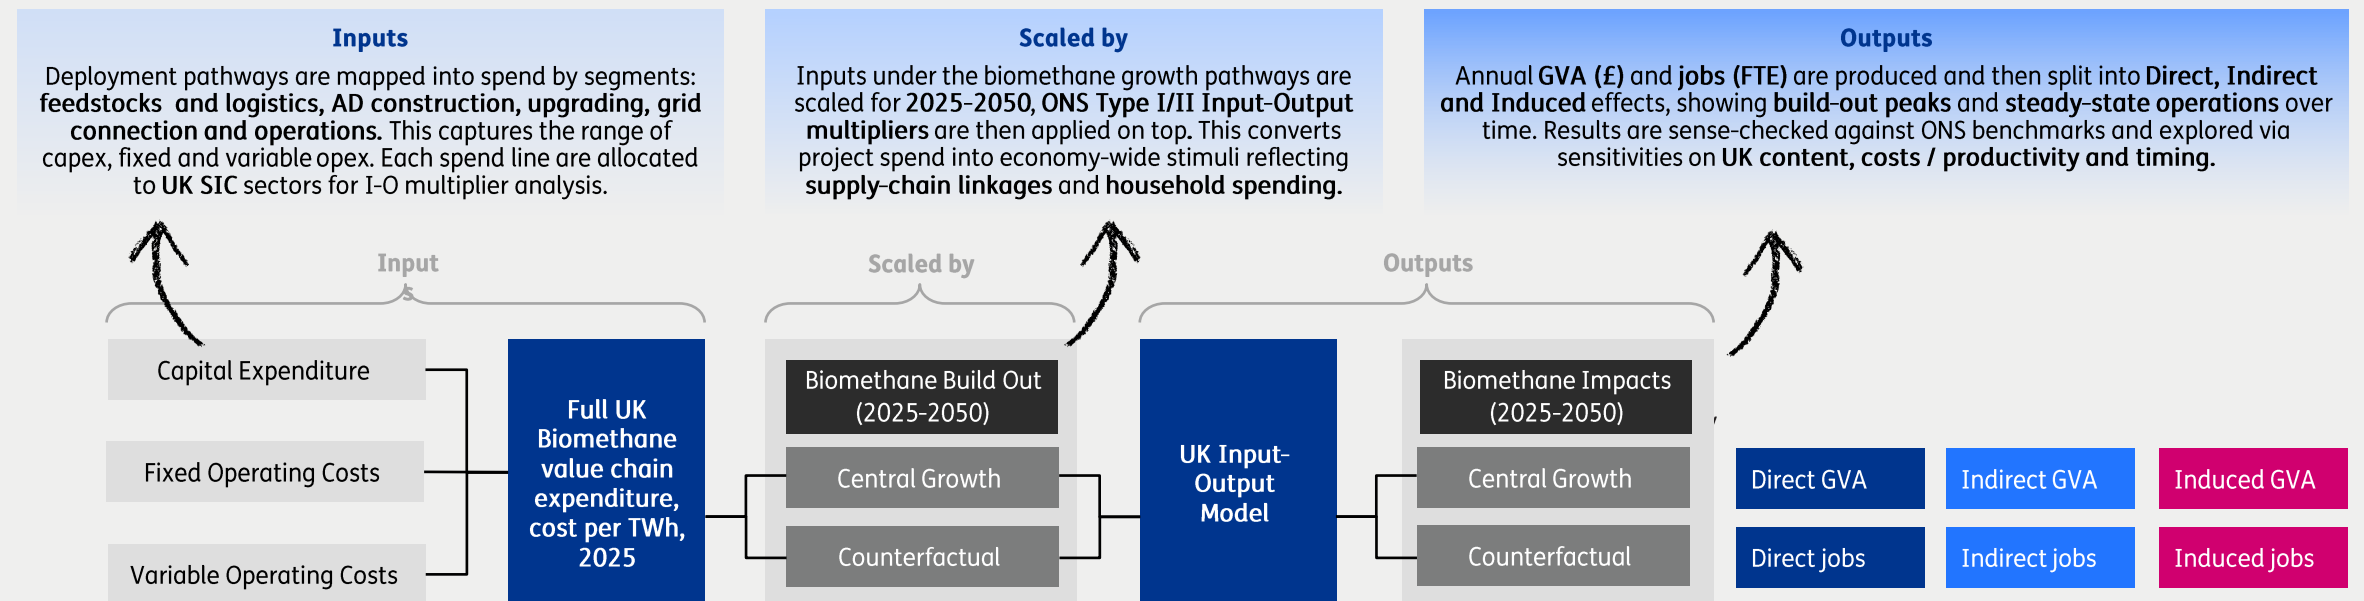 Inputs
Deployment pathways are mapped into spend by segments:
feedstocks and logistics, AD construction, upgrading, grid
connection and operations. This captures the range of
capex, fixed and variable opex. Each spend line are allocated
to UK SIC sectors for I-O multiplier analysis.
Scaled by
Inputs under the biomethane growth pathways are
scaled for 2025-2050, ONS Type I/II Input-Output
multipliers are then applied on top. This converts
project spend into economy-wide stimuli reflecting
supply-chain linkages and household spending.
Outputs
Annual GVA (£) and jobs (FTE) are produced and then split into Direct, Indirect
and Induced effects, showing build-out peaks and steady-state operations over
time. Results are sense-checked against ONS benchmarks and explored via
sensitivities on UK content, costs / productivity and timing.
Input
s
Scaled by
Outputs
Capital Expenditure
Fixed Operating Costs
Variable Operating Costs
Full UK
Biomethane
value chain
expenditure,
cost per TWh,
2025
Biomethane Build Out
(2025-2050)
Central Growth
Counterfactual
UK Input-
Output
Model
Biomethane Impacts
(2025-2050)
Central Growth
Counterfactual
Direct GVA
Indirect GVA
Induced GVA
Direct jobs
Indirect jobs
Induced jobs